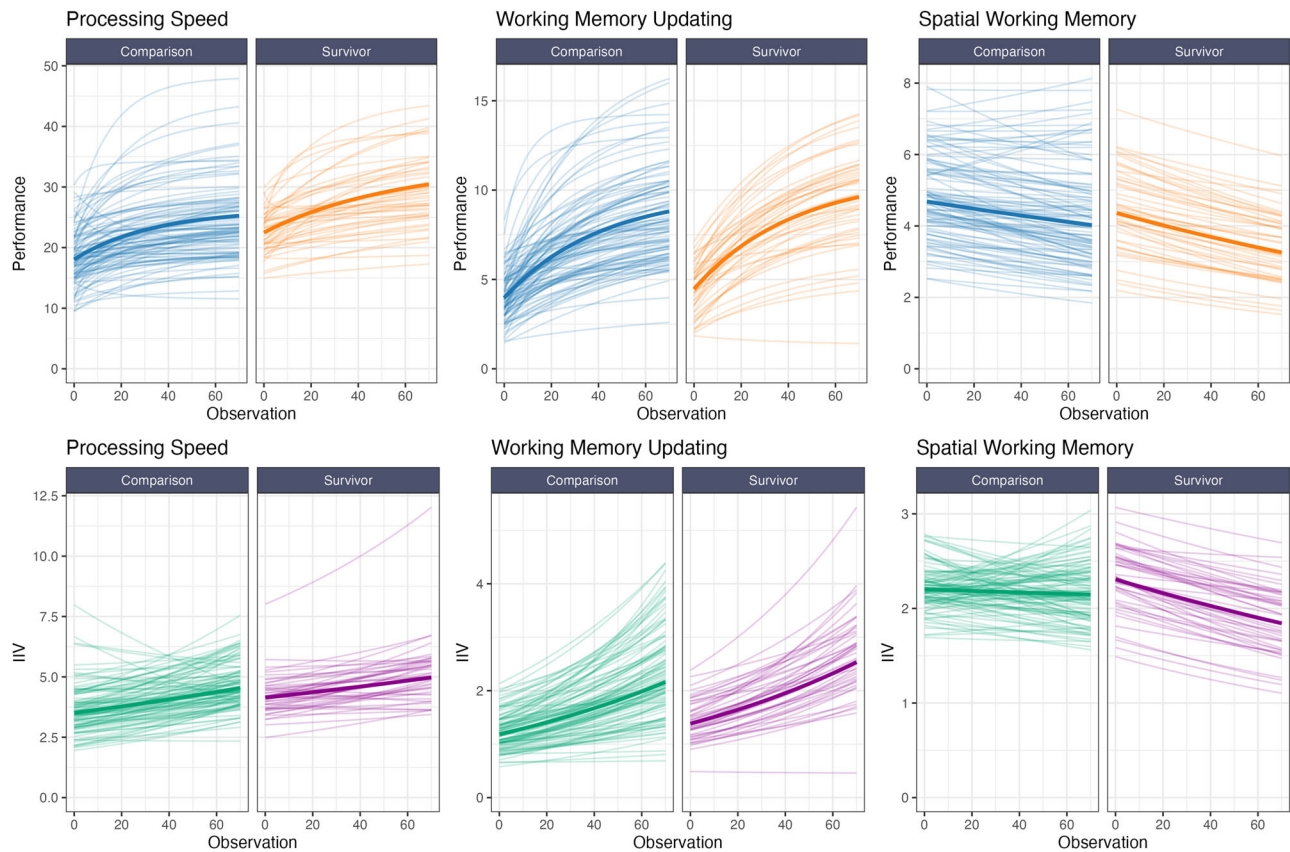 Processing Speed
Working Memory Updating
Spatial Working Memory
Comparison
Survivor
Comparison
Survivor
Comparison
Survivor
Performance
50
40
30
20
10
0
Performance
15
10
5
0
Performance
8
6
4
2
0
0 20 40 60
0 20 40 60
0 20 40 60
0 20 40 60
0 20 40 60
0 20 40 60
Observation
Observation
Observation
Processing Speed
Working Memory Updating
Spatial Working Memory
Comparison
Survivor
Comparison
Survivor
Comparison
Survivor
IIV
12.5
10.0
7.5
5.0
2.5
0.0
IIV
4
2
0
IIV
3
2
1
0
0 20 40 60
0 20 40 60
0 20 40 60
0 20 40 60
0 20 40 60
0 20 40 60
Observation
Observation
Observation